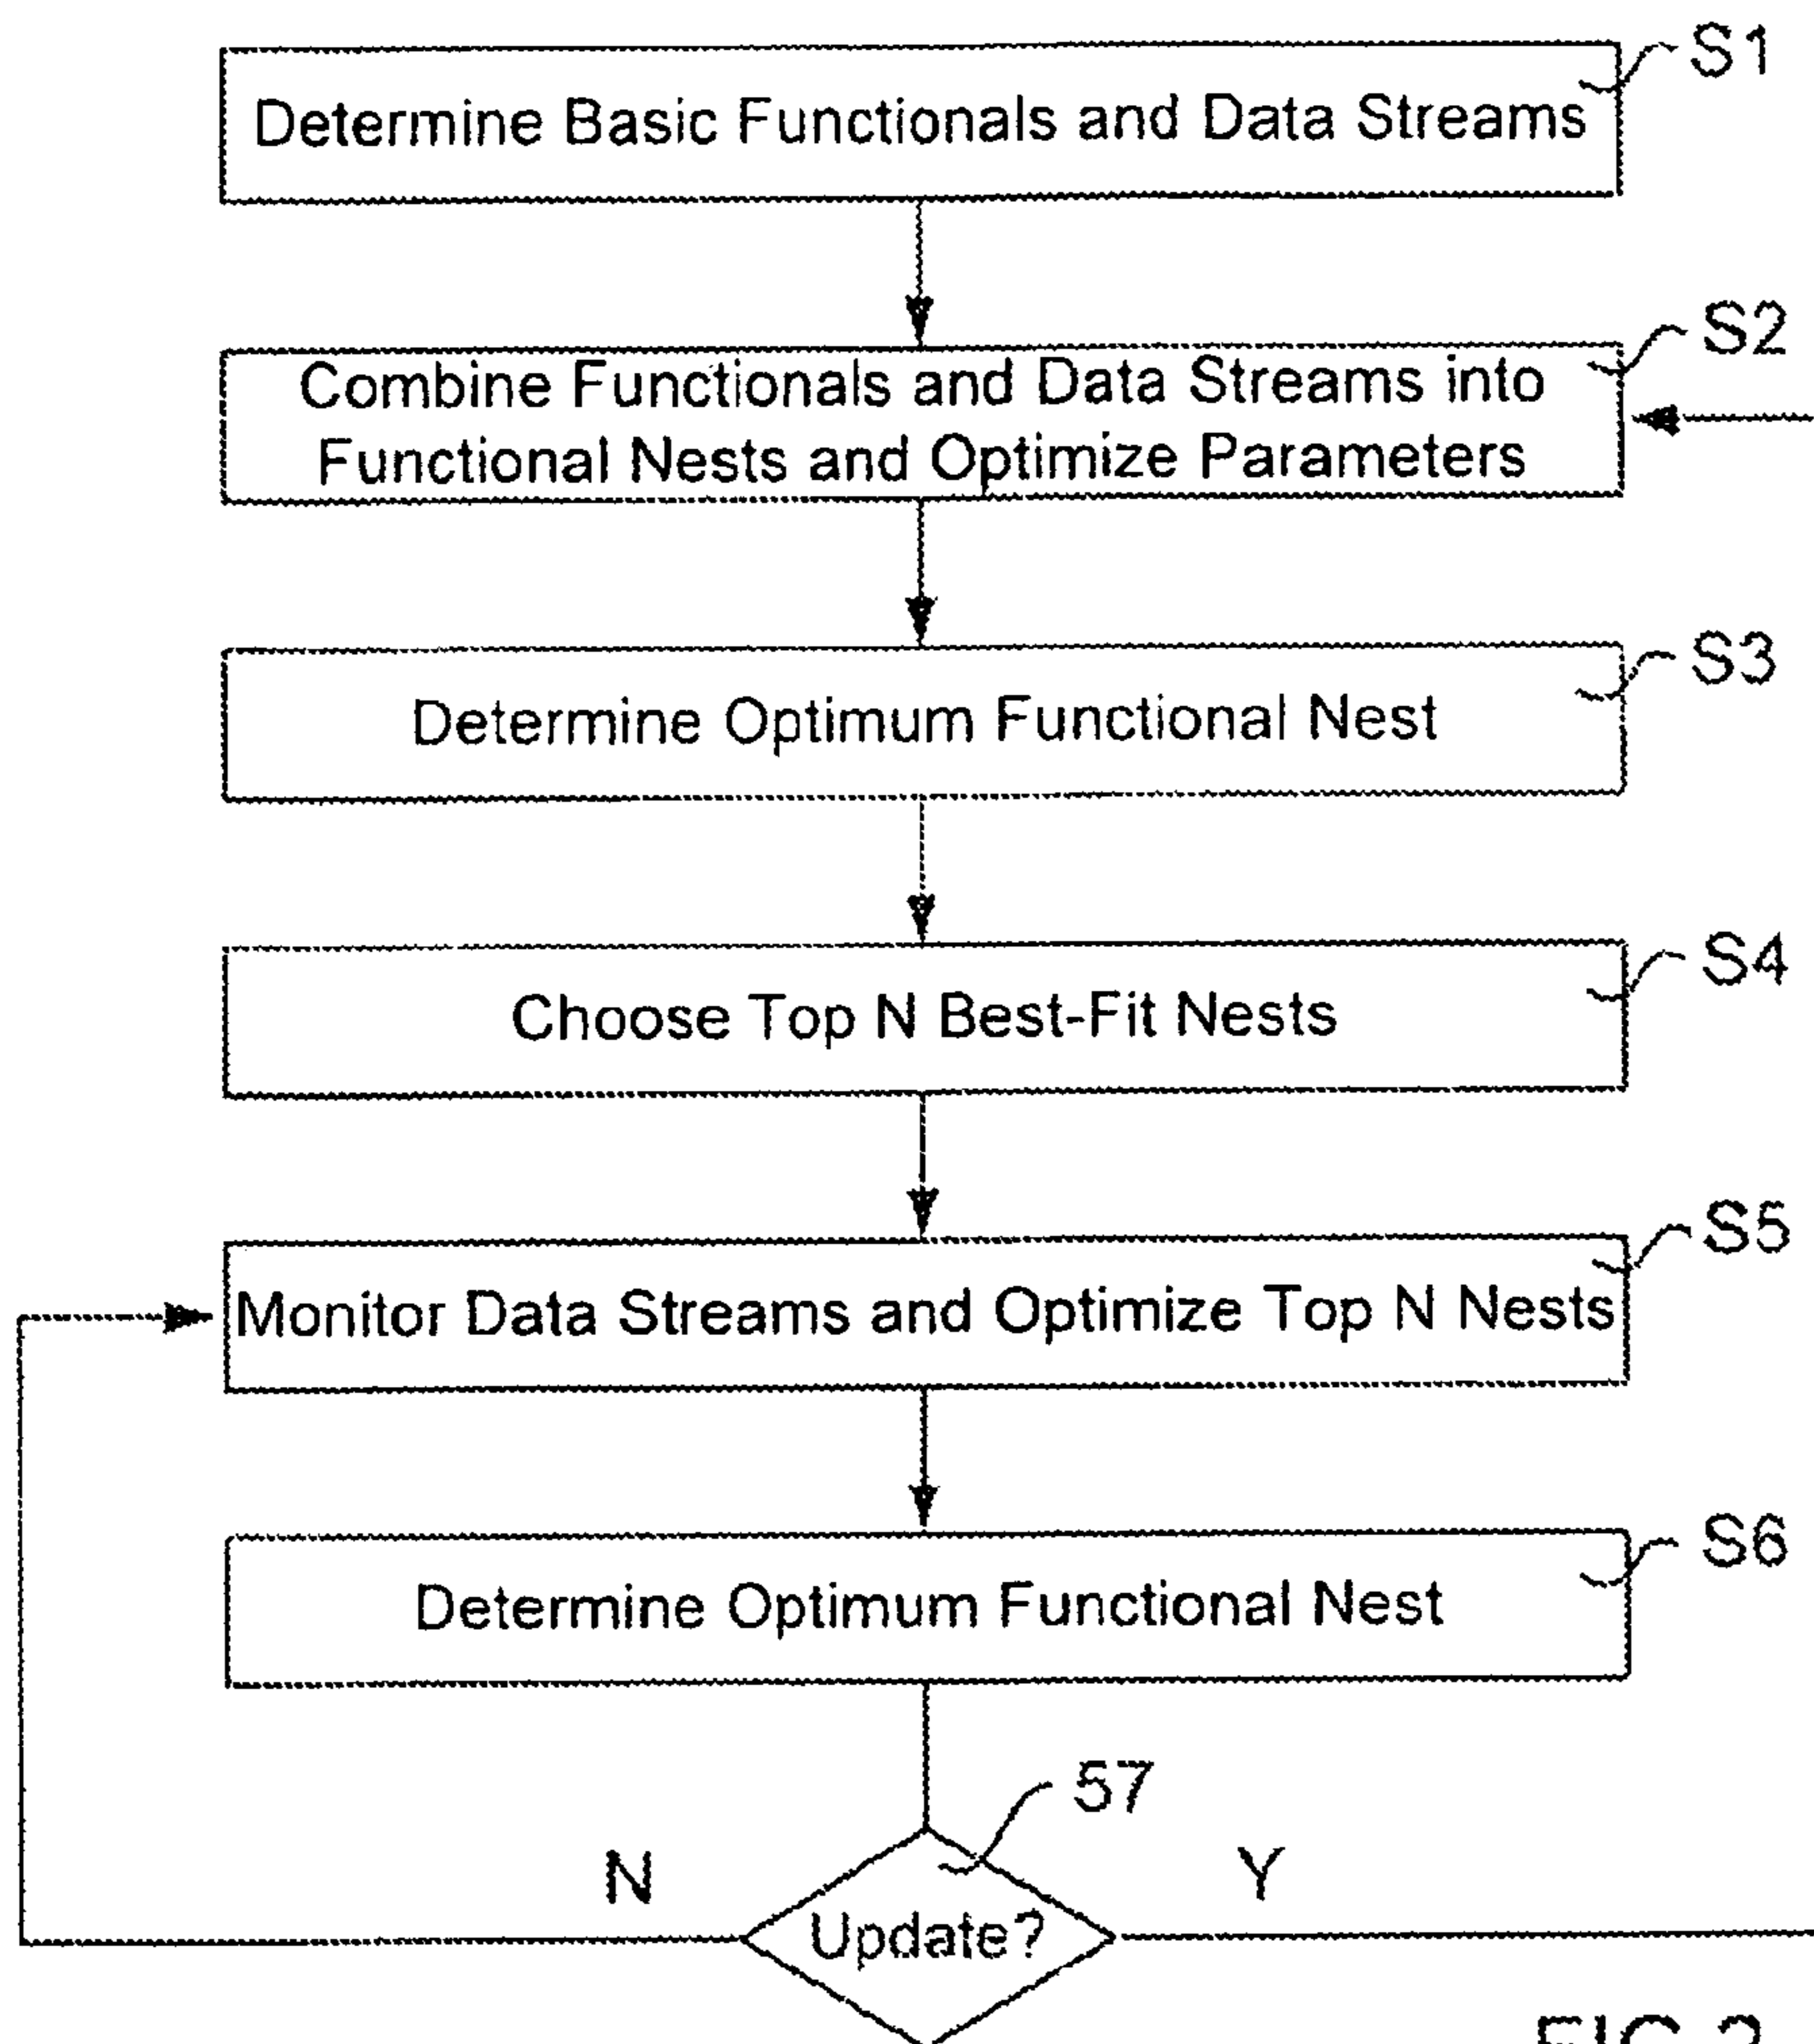 S1
Determine Basic Functionals and Data Streams
S2
Combine Functionals and Data Streams into
Functional Nests and Optimize Parameters
S3
Determine Optimum Functional Nest
S4
Choose Top N Best-Fit Nests
S5
Monitor Data Streams and Optimize Top N Nests
S6
Determine Optimum Functional Nest
57
N
Y
Update?